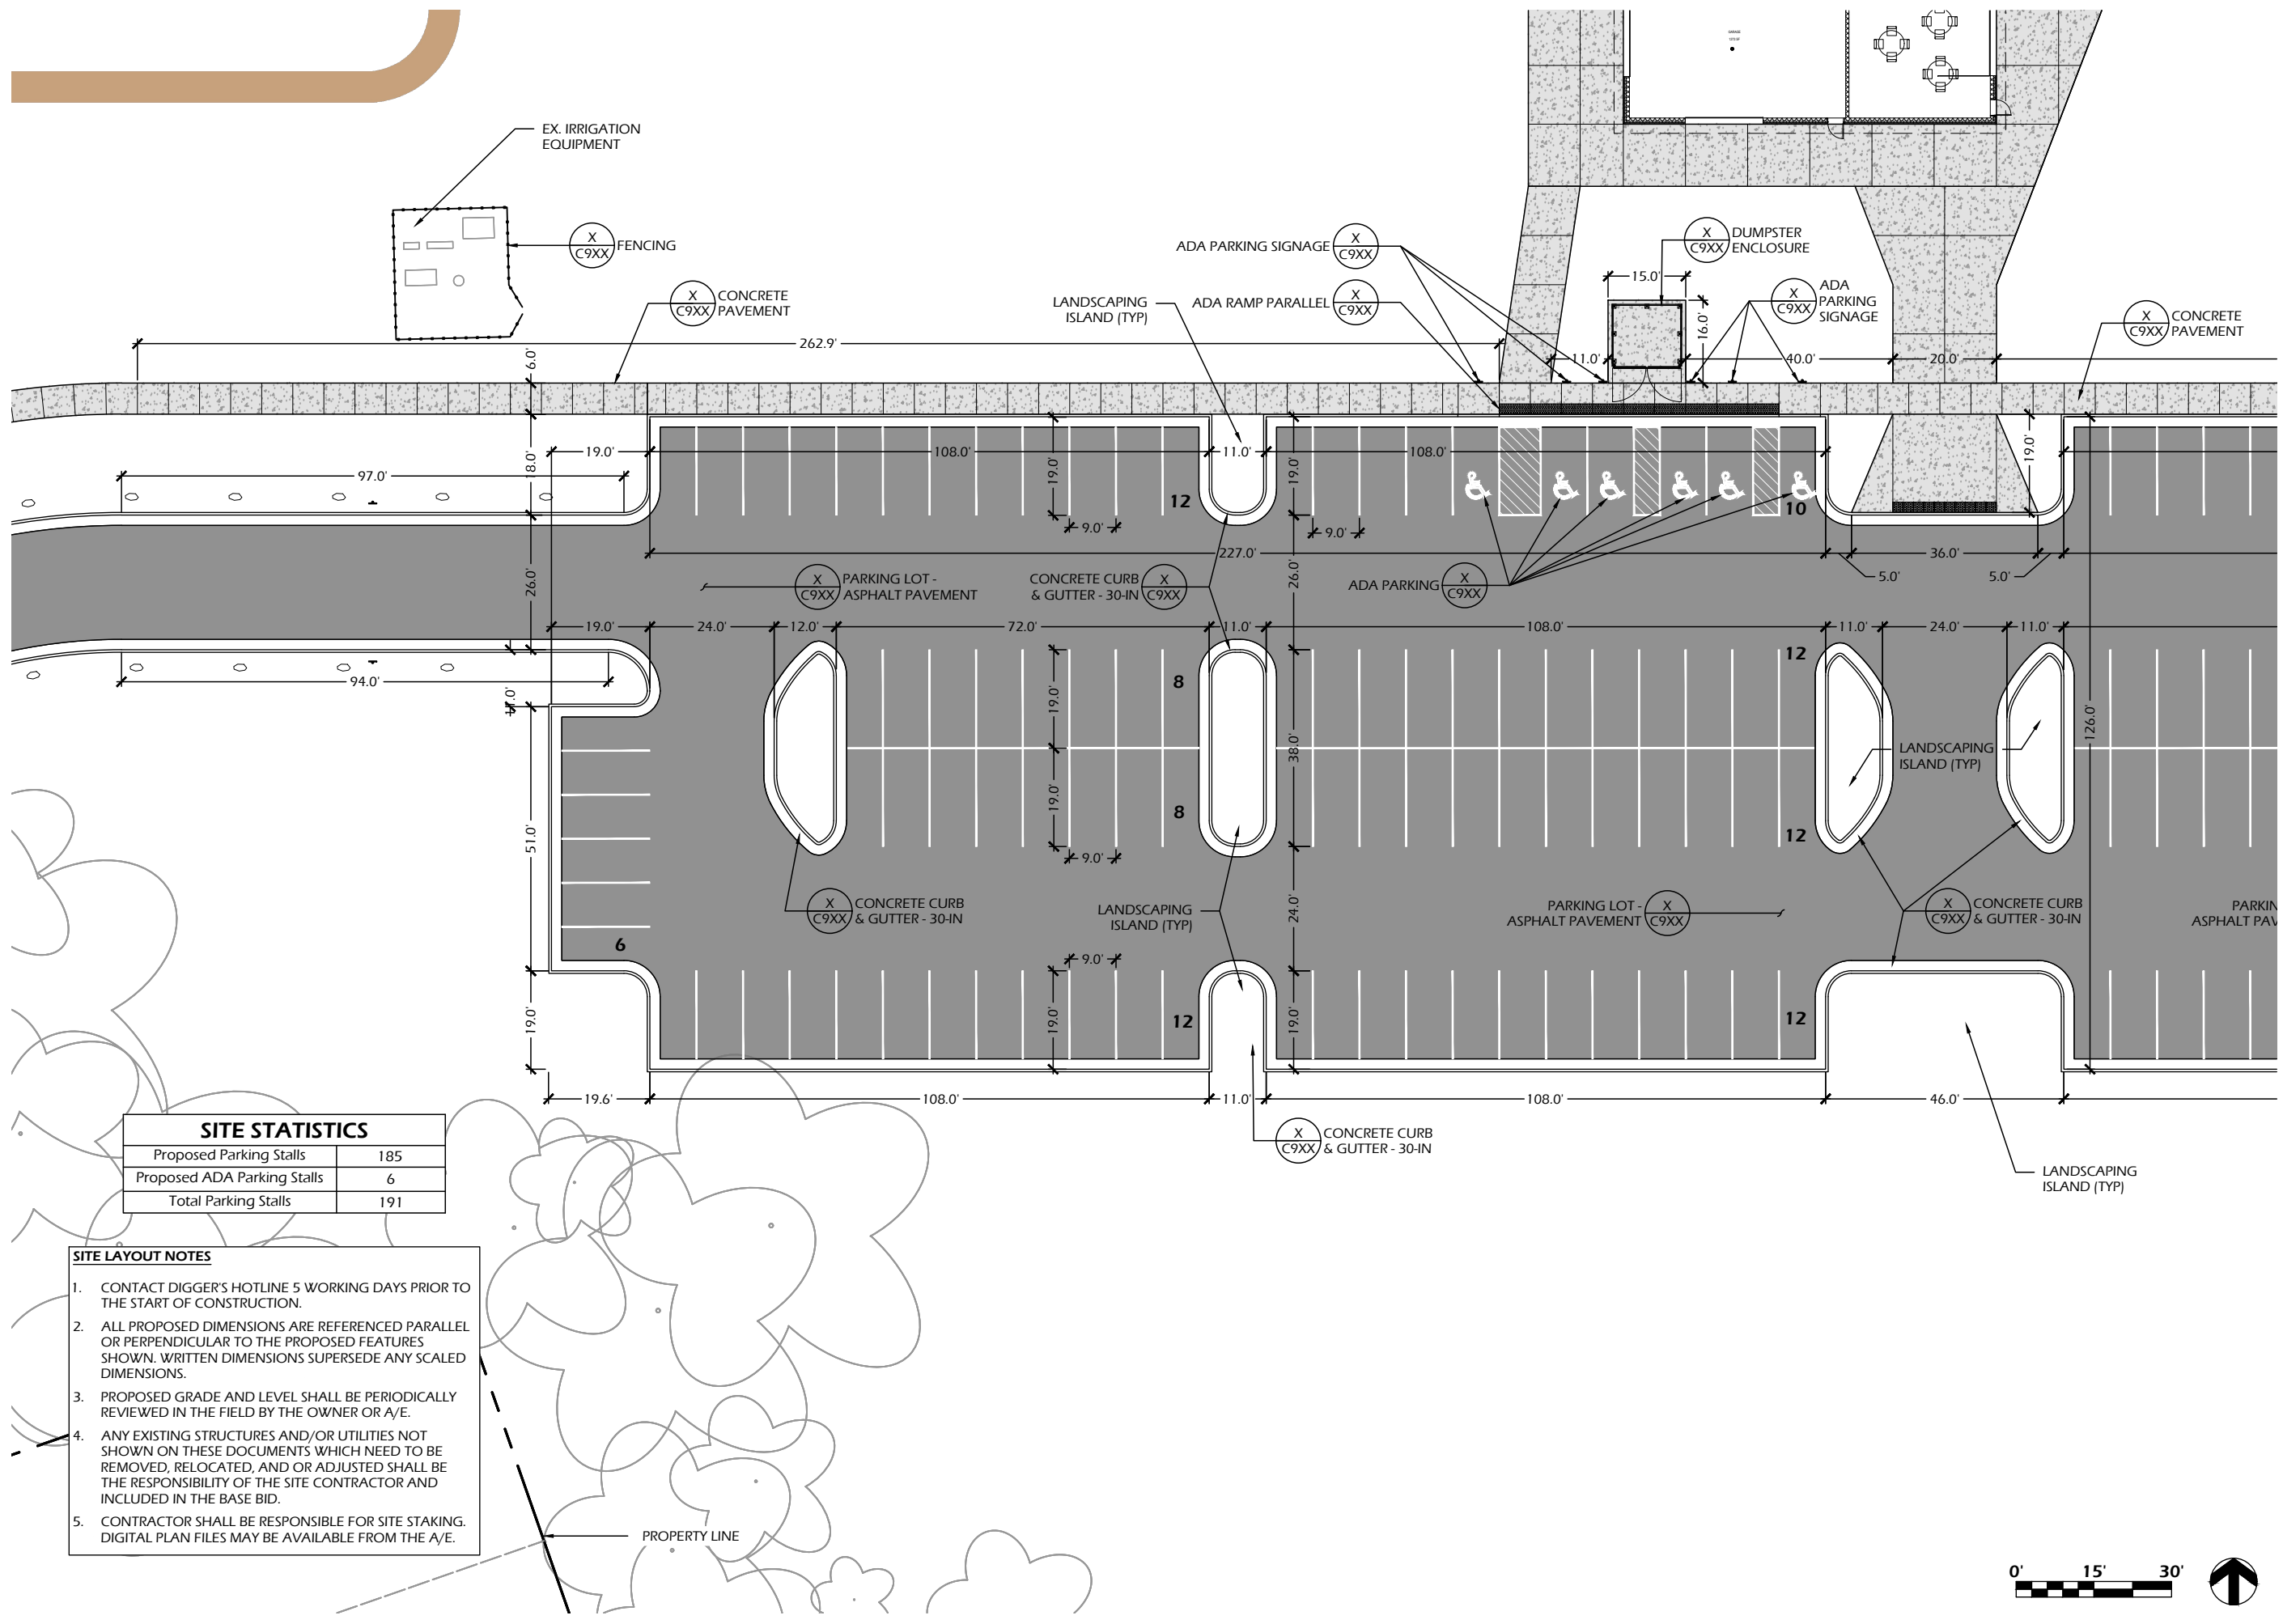 EX. IRRIGATION
EQUIPMENT
X
C9XX
FENCING
X
C9XX
CONCRETE
PAVEMENT
ADA PARKING SIGNAGE
X
C9XX
X
C9XX
DUMPSTER
ENCLOSURE
LANDSCAPING
ISLAND (TYP)
ADA RAMP PARALLEL
X
C9XX
15.0'
16.0'
X
C9XX
ADA
PARKING
SIGNAGE
X
C9XX
CONCRETE
PAVEMENT
262.9'
6.0'
11.0'
40.0'
20.0'
18.0'
19.0'
108.0'
19.0'
11.0'
19.0'
108.0'
19.0'
97.0'
12
10
9.0'
9.0'
227.0'
36.0'
5.0'
5.0'
26.0'
X
C9XX
PARKING LOT -
ASPHALT PAVEMENT
CONCRETE CURB
& GUTTER - 30-IN
X
C9XX
26.0'
ADA PARKING
X
C9XX
19.0'
24.0'
12.0'
72.0'
11.0'
108.0'
11.0'
24.0'
11.0'
94.0'
8
12
19.0'
38.0'
126.0'
LANDSCAPING
ISLAND (TYP)
51.0'
19.0'
8
12
9.0'
X
C9XX
CONCRETE CURB
& GUTTER - 30-IN
LANDSCAPING
ISLAND (TYP)
24.0'
PARKING LOT -
ASPHALT PAVEMENT
X
C9XX
X
C9XX
CONCRETE CURB
& GUTTER - 30-IN
PARKIN
ASPHALT PAV
6
9.0'
19.0'
19.0'
12
19.0'
12
19.6'
108.0'
11.0'
108.0'
46.0'
X
C9XX
CONCRETE CURB
& GUTTER - 30-IN
LANDSCAPING
ISLAND (TYP)
SITE STATISTICS
Proposed Parking Stalls 185
Proposed ADA Parking Stalls 6
Total Parking Stalls 191
SITE LAYOUT NOTES
1. CONTACT DIGGER'S HOTLINE 5 WORKING DAYS PRIOR TO
THE START OF CONSTRUCTION.
2. ALL PROPOSED DIMENSIONS ARE REFERENCED PARALLEL
OR PERPENDICULAR TO THE PROPOSED FEATURES
SHOWN. WRITTEN DIMENSIONS SUPERSEDE ANY SCALED
DIMENSIONS.
3. PROPOSED GRADE AND LEVEL SHALL BE PERIODICALLY
REVIEWED IN THE FIELD BY THE OWNER OR A/E.
4. ANY EXISTING STRUCTURES AND/OR UTILITIES NOT
SHOWN ON THESE DOCUMENTS WHICH NEED TO BE
REMOVED, RELOCATED, AND OR ADJUSTED SHALL BE
THE RESPONSIBILITY OF THE SITE CONTRACTOR AND
INCLUDED IN THE BASE BID.
5. CONTRACTOR SHALL BE RESPONSIBLE FOR SITE STAKING.
DIGITAL PLAN FILES MAY BE AVAILABLE FROM THE A/E.
PROPERTY LINE
0' 15' 30'